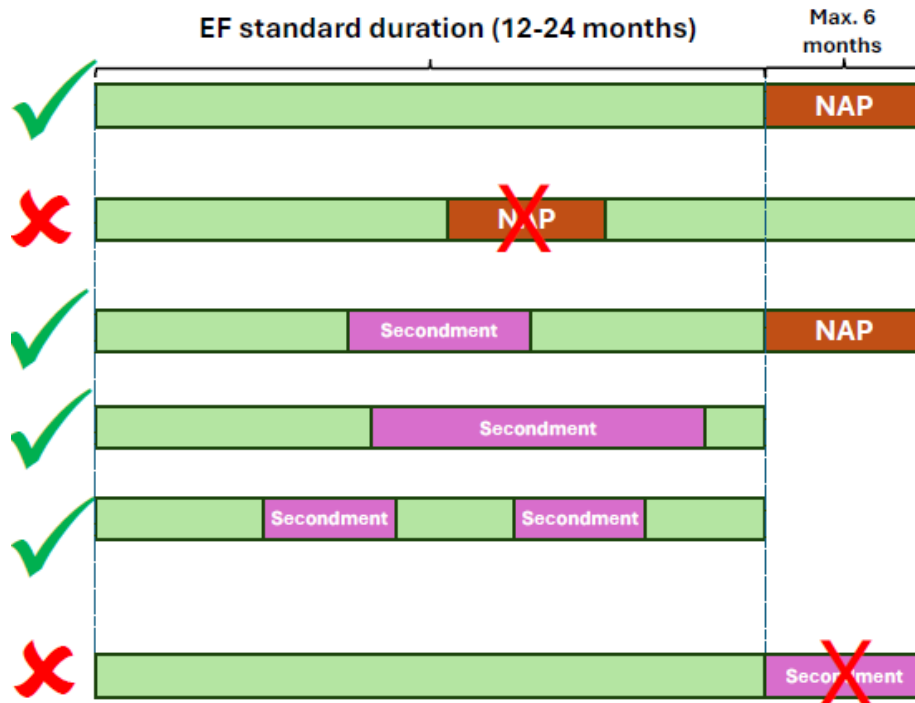 EF standard duration (12-24 months)
Max. 6
months
NAP
NAP
Secondment
NAP
Secondment
Secondment
Secondment
Secondment